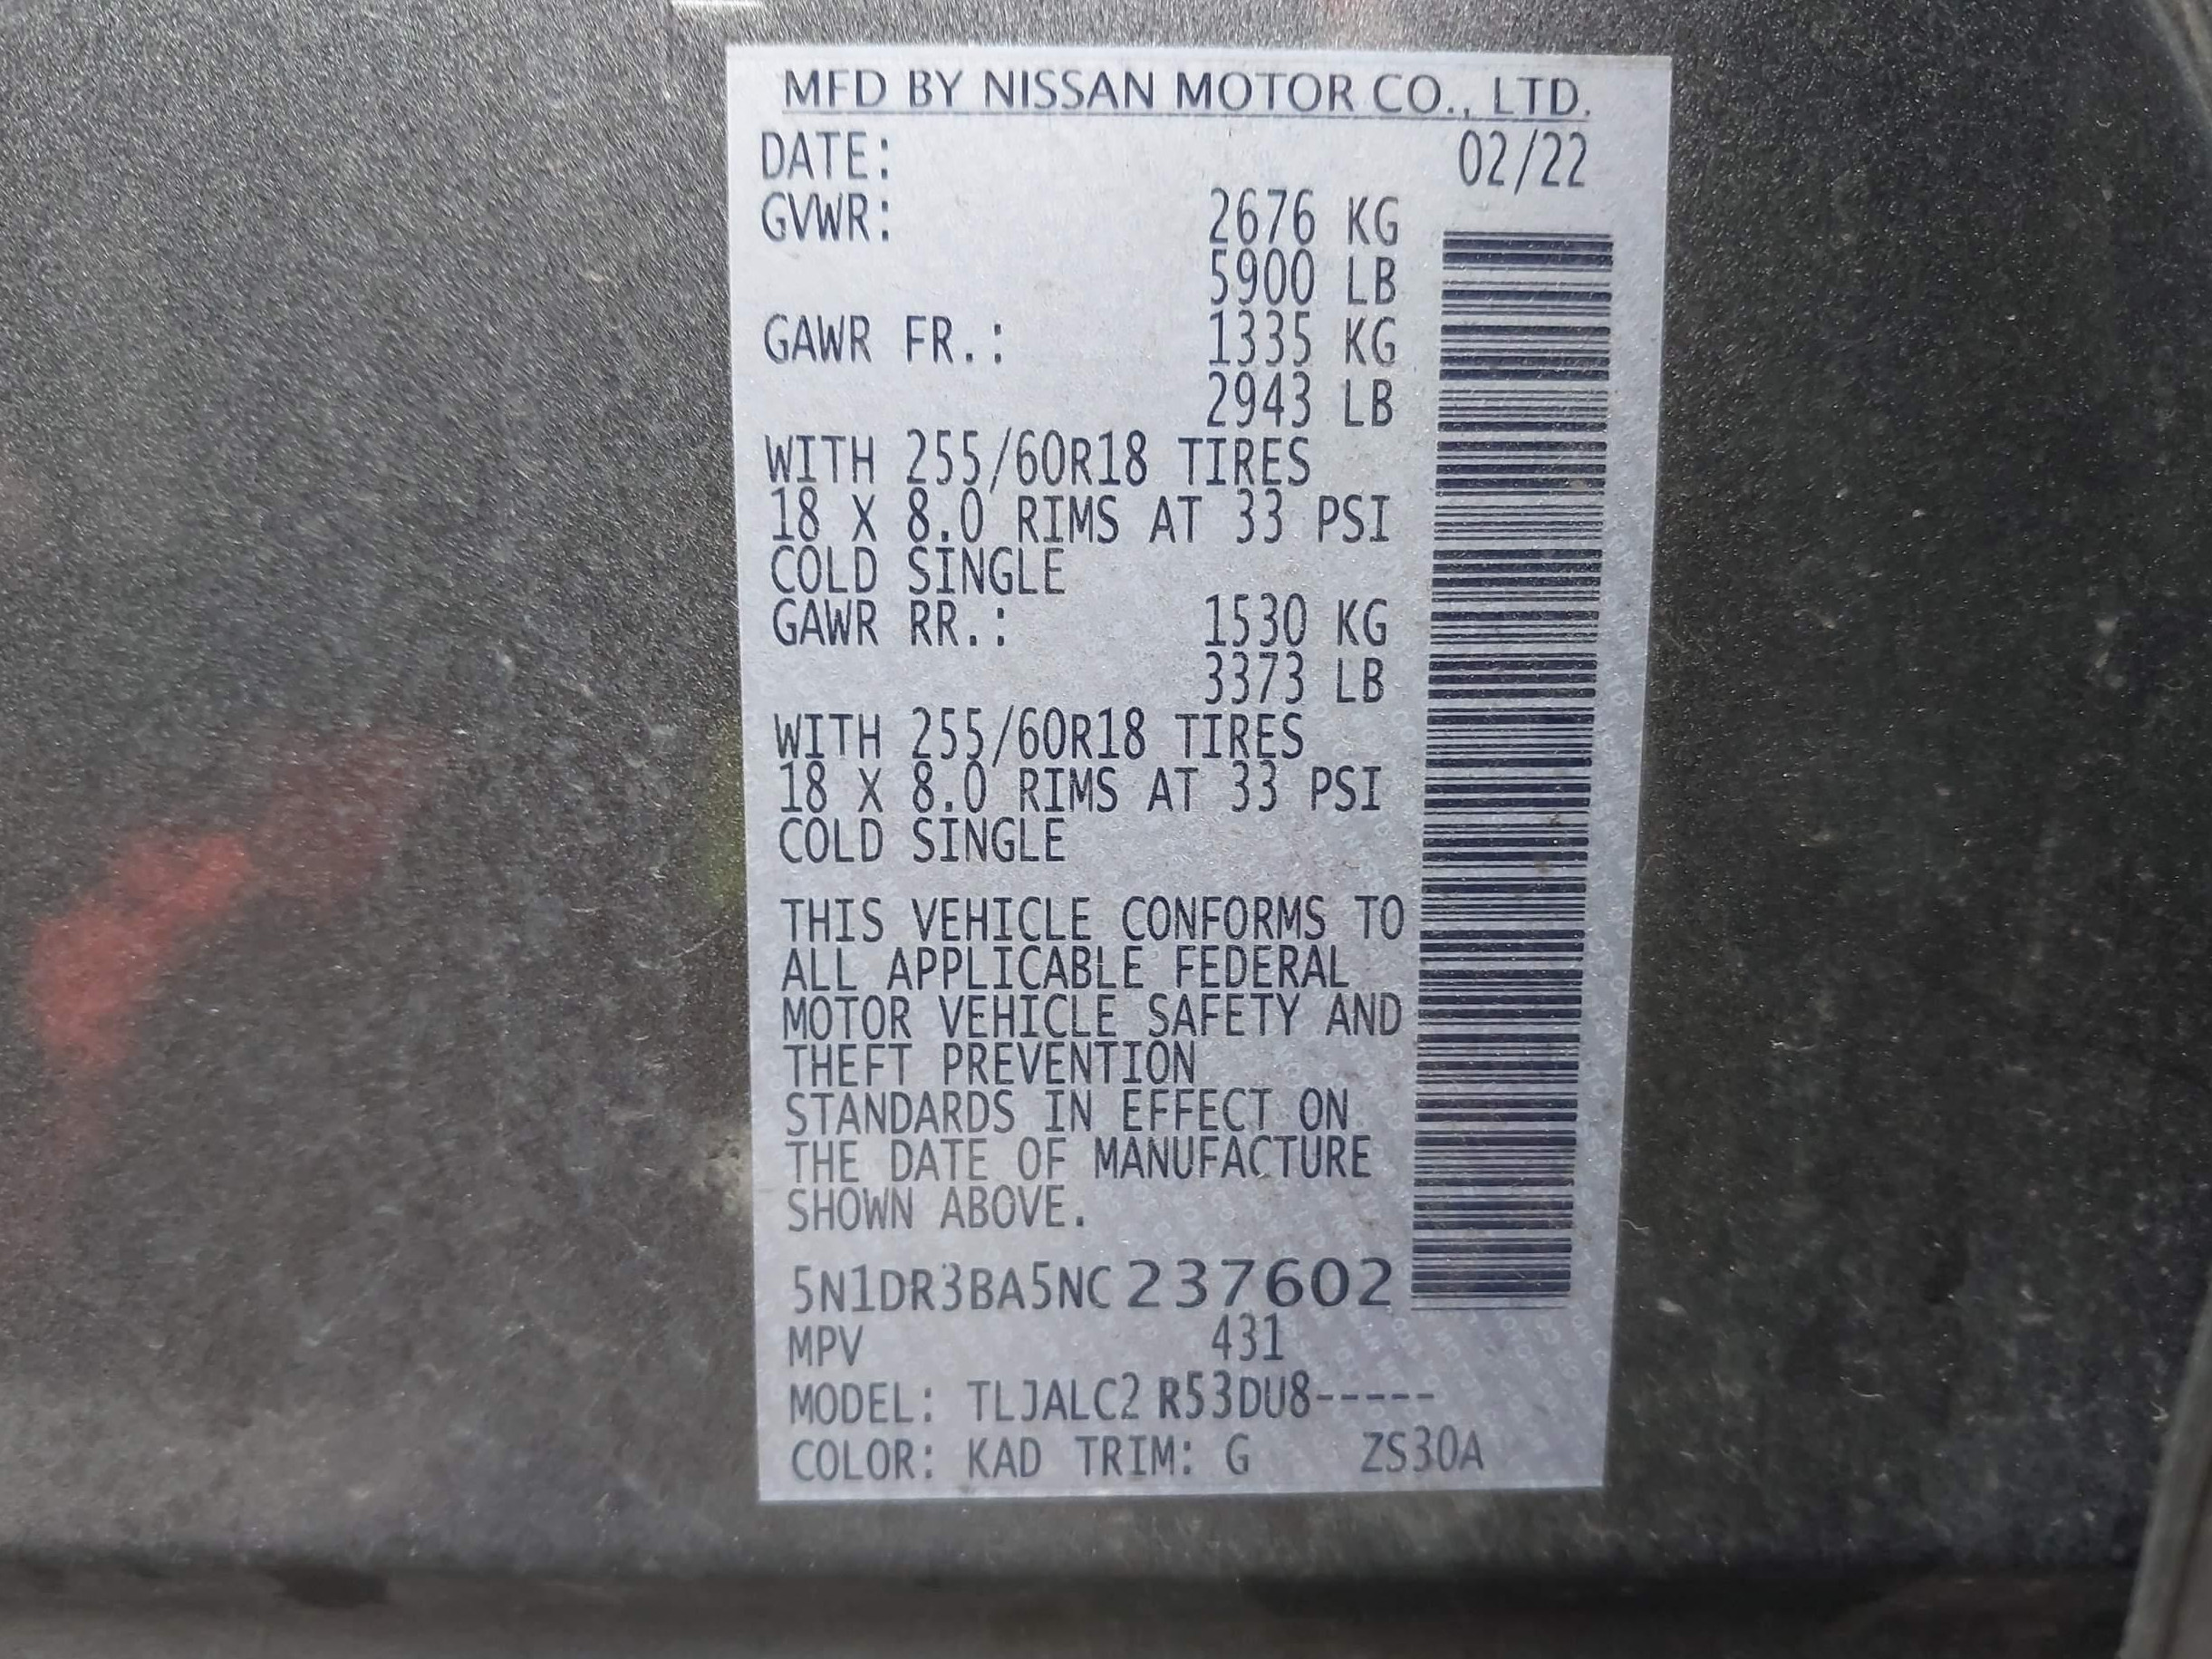 MFD BY NISSAN MOTOR CO., LTD.
DATE: 02/22
GVWR: 2676 KG
5900 LB
GAWR FR.: 1335 KG
2943 LB
WITH 255/60R18 TIRES
18 X 8.0 RIMS AT 33 PSI
COLD SINGLE
GAWR RR.: 1530 KG
3373 LB
WITH 255/60R18 TIRES
18 X 8.0 RIMS AT 33 PSI
COLD SINGLE
THIS VEHICLE CONFORMS TO
ALL APPLICABLE FEDERAL
MOTOR VEHICLE SAFETY AND
THEFT PREVENTION
STANDARDS IN EFFECT ON
THE DATE OF MANUFACTURE
SHOWN ABOVE.
5N1DR3BA5NC237602
MPV 431
MODEL: TLJALC2 R53DU8-----
COLOR: KAD TRIM: G ZS30A